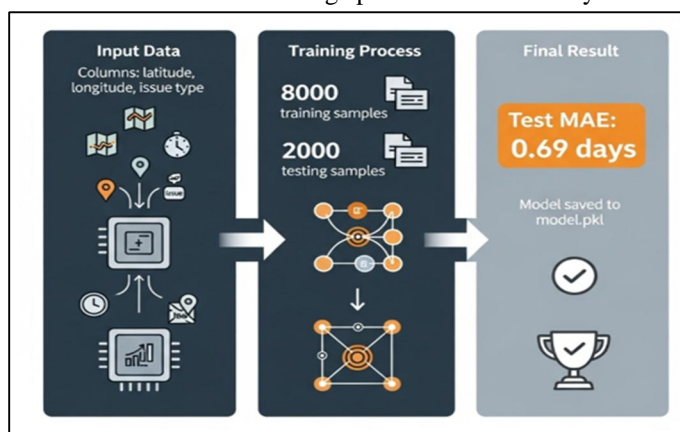 Input Data
Columns: latitude,
longitude, issue type
issue
Training Process
8000
training samples
2000
testing samples
Final Result
Test MAE:
0.69 days
Model saved to
model.pkl